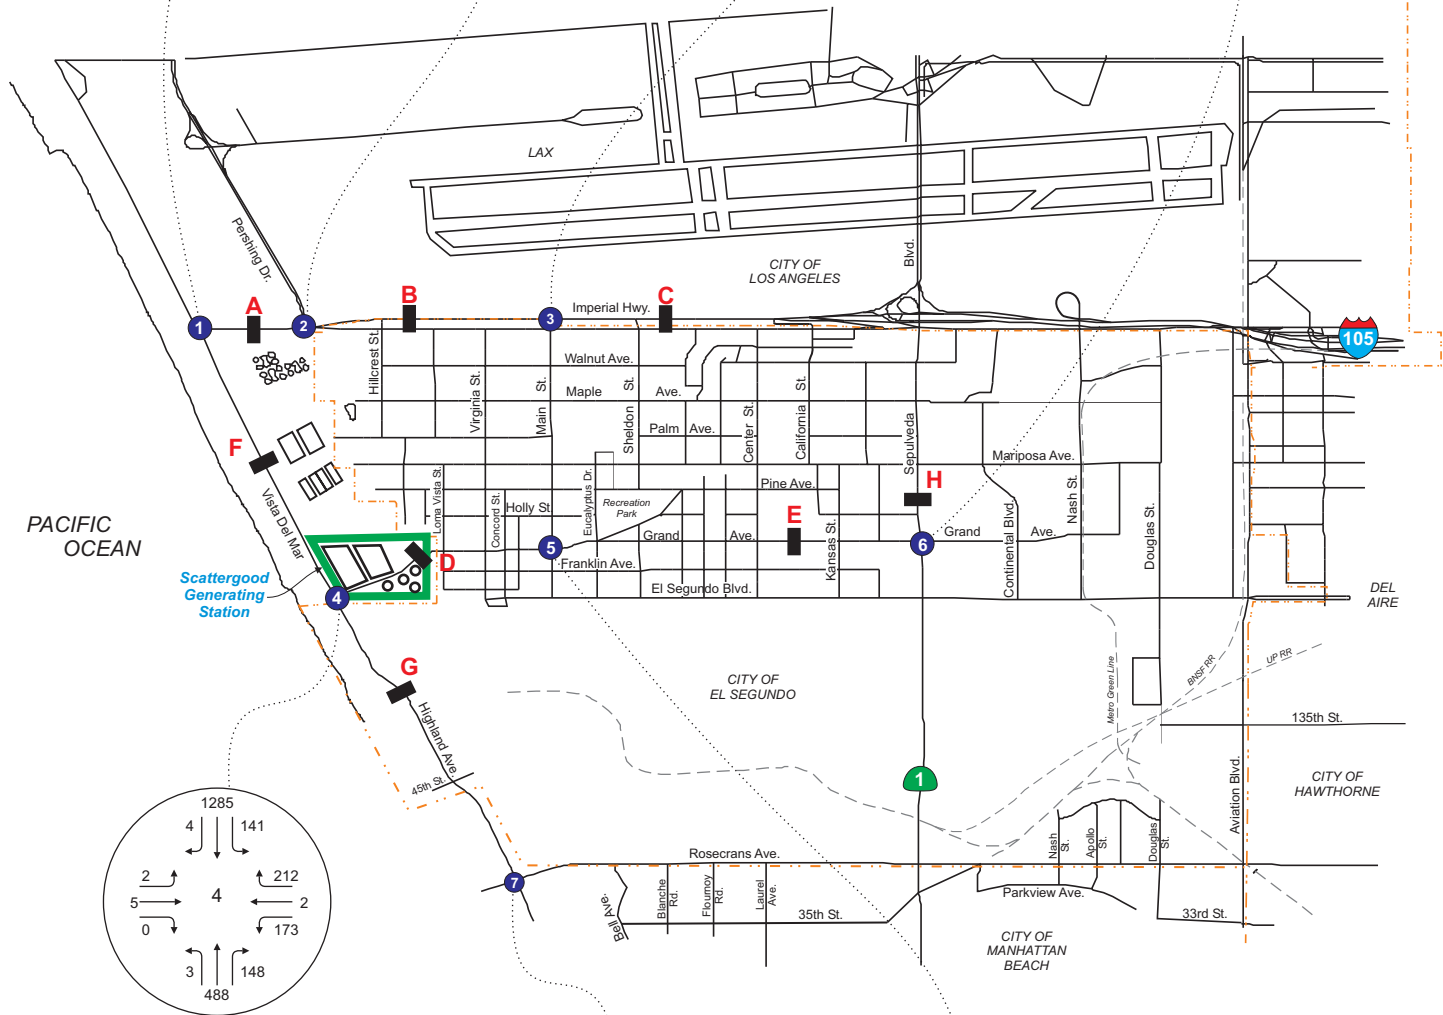 LAX
Pershing Dr.
CITY OF
LOS ANGELES
Blvd.
A
B
C
1
2
3
Imperial Hwy.
105
Hillcrest St.
Walnut Ave.
Virginia St.
Main St.
Sheldon St.
Maple Ave.
Palm Ave.
Center St.
California St.
Sepulveda
Mariposa Ave.
F
Vista Del Mar
Loma Vista St.
Concord St.
Holly St.
Eucalyptus Dr.
Recreation
Park
Pine Ave.
H
E
Kansas St.
Continental Blvd.
Nash St.
Douglas St.
PACIFIC
OCEAN
Grand Ave.
Grand Ave.
5
6
D
Franklin Ave.
El Segundo Blvd.
Scattergood
Generating
Station
4
DEL
AIRE
G
Highland Ave.
CITY OF
EL SEGUNDO
Metro Green Line
BNSF RR
UP RR
135th St.
45th St.
1
Aviation Blvd.
CITY OF
HAWTHORNE
1285
4 141
2 212
5 4 2
0 173
3 148
488
Nash
St.
Apollo
St.
Douglas
St.
Rosecrans Ave.
7
Bell Ave.
Blanche
Rd.
Flournoy
Rd.
Laurel
Ave.
Parkview Ave.
35th St.
33rd St.
CITY OF
MANHATTAN
BEACH